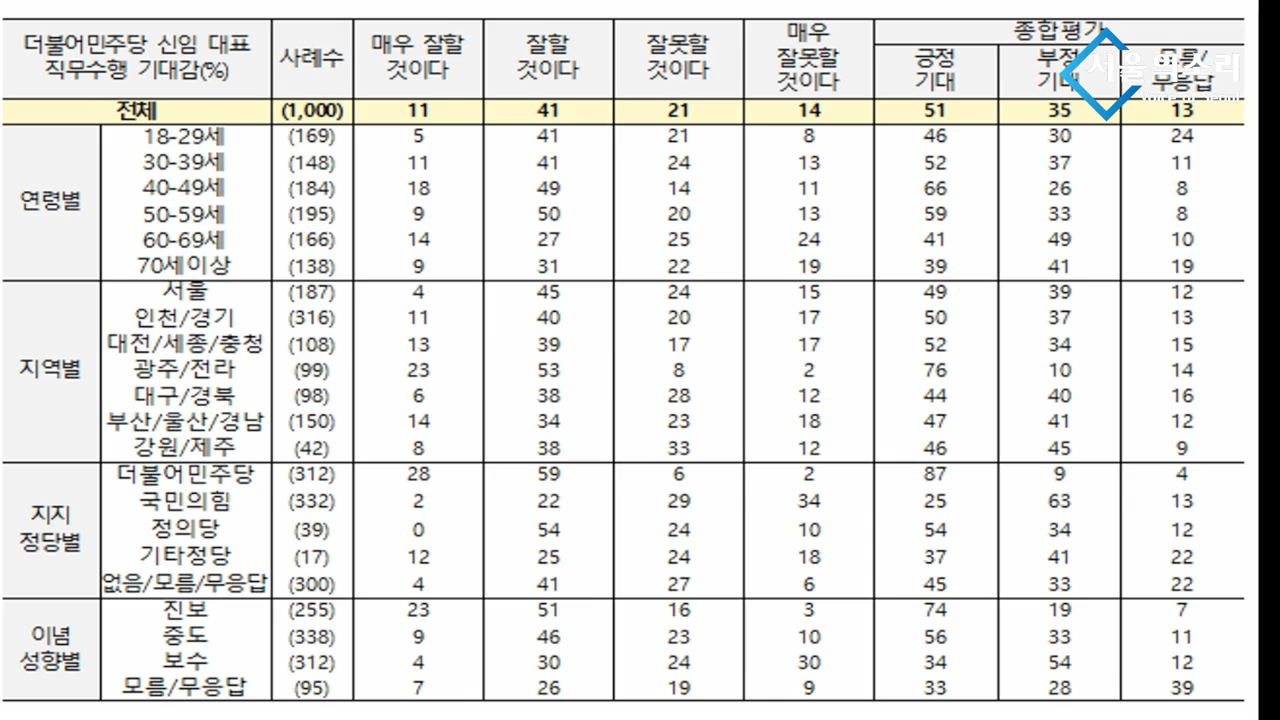 더불어민주당 신임 대표 직무수행 기대감(%) 사례수 매우 잘할 것이다 잘할 것이다 잘못할 것이다 매우 잘못할 것이다 종합평가 긍정 기대 부정 기대 모름/무응답
서울의소리
Voice of Seoul
전체 (1,000) 11 41 21 14 51 35 13
연령별
18-29세 (169) 5 41 21 8 46 30 24
30-39세 (148) 11 41 24 13 52 37 11
40-49세 (184) 18 49 14 11 66 26 8
50-59세 (195) 9 50 20 13 59 33 8
60-69세 (166) 14 27 25 24 41 49 10
70세이상 (138) 9 31 22 19 39 41 19
지역별
서울 (187) 4 45 24 15 49 39 12
인천/경기 (316) 11 40 20 17 50 37 13
대전/세종/충청 (108) 13 39 17 17 52 34 15
광주/전라 (99) 23 53 8 2 76 10 14
대구/경북 (98) 6 38 28 12 44 40 16
부산/울산/경남 (150) 14 34 23 18 47 41 12
강원/제주 (42) 8 38 33 12 46 45 9
지지 정당별
더불어민주당 (312) 28 59 6 2 87 9 4
국민의힘 (332) 2 22 29 34 25 63 13
정의당 (39) 0 54 24 10 54 34 12
기타정당 (17) 12 25 24 18 37 41 22
없음/모름/무응답 (300) 4 41 27 6 45 33 22
이념 성향별
진보 (255) 23 51 16 3 74 19 7
중도 (338) 9 46 23 10 56 33 11
보수 (312) 4 30 24 30 34 54 12
모름/무응답 (95) 7 26 19 9 33 28 39